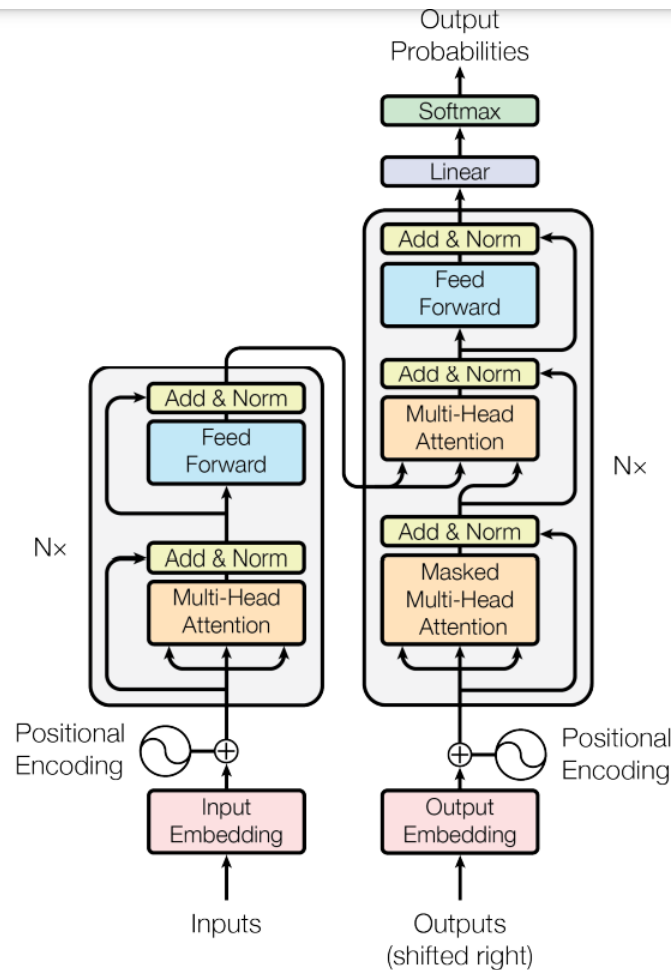 Output
Probabilities
Softmax
Linear
Add & Norm
Feed
Forward
Add & Norm
Multi-Head
Attention
Add & Norm
Masked
Multi-Head
Attention
N×
Positional
Encoding
Output
Embedding
Outputs
(shifted right)
Add & Norm
Feed
Forward
Add & Norm
Multi-Head
Attention
N×
Positional
Encoding
Input
Embedding
Inputs